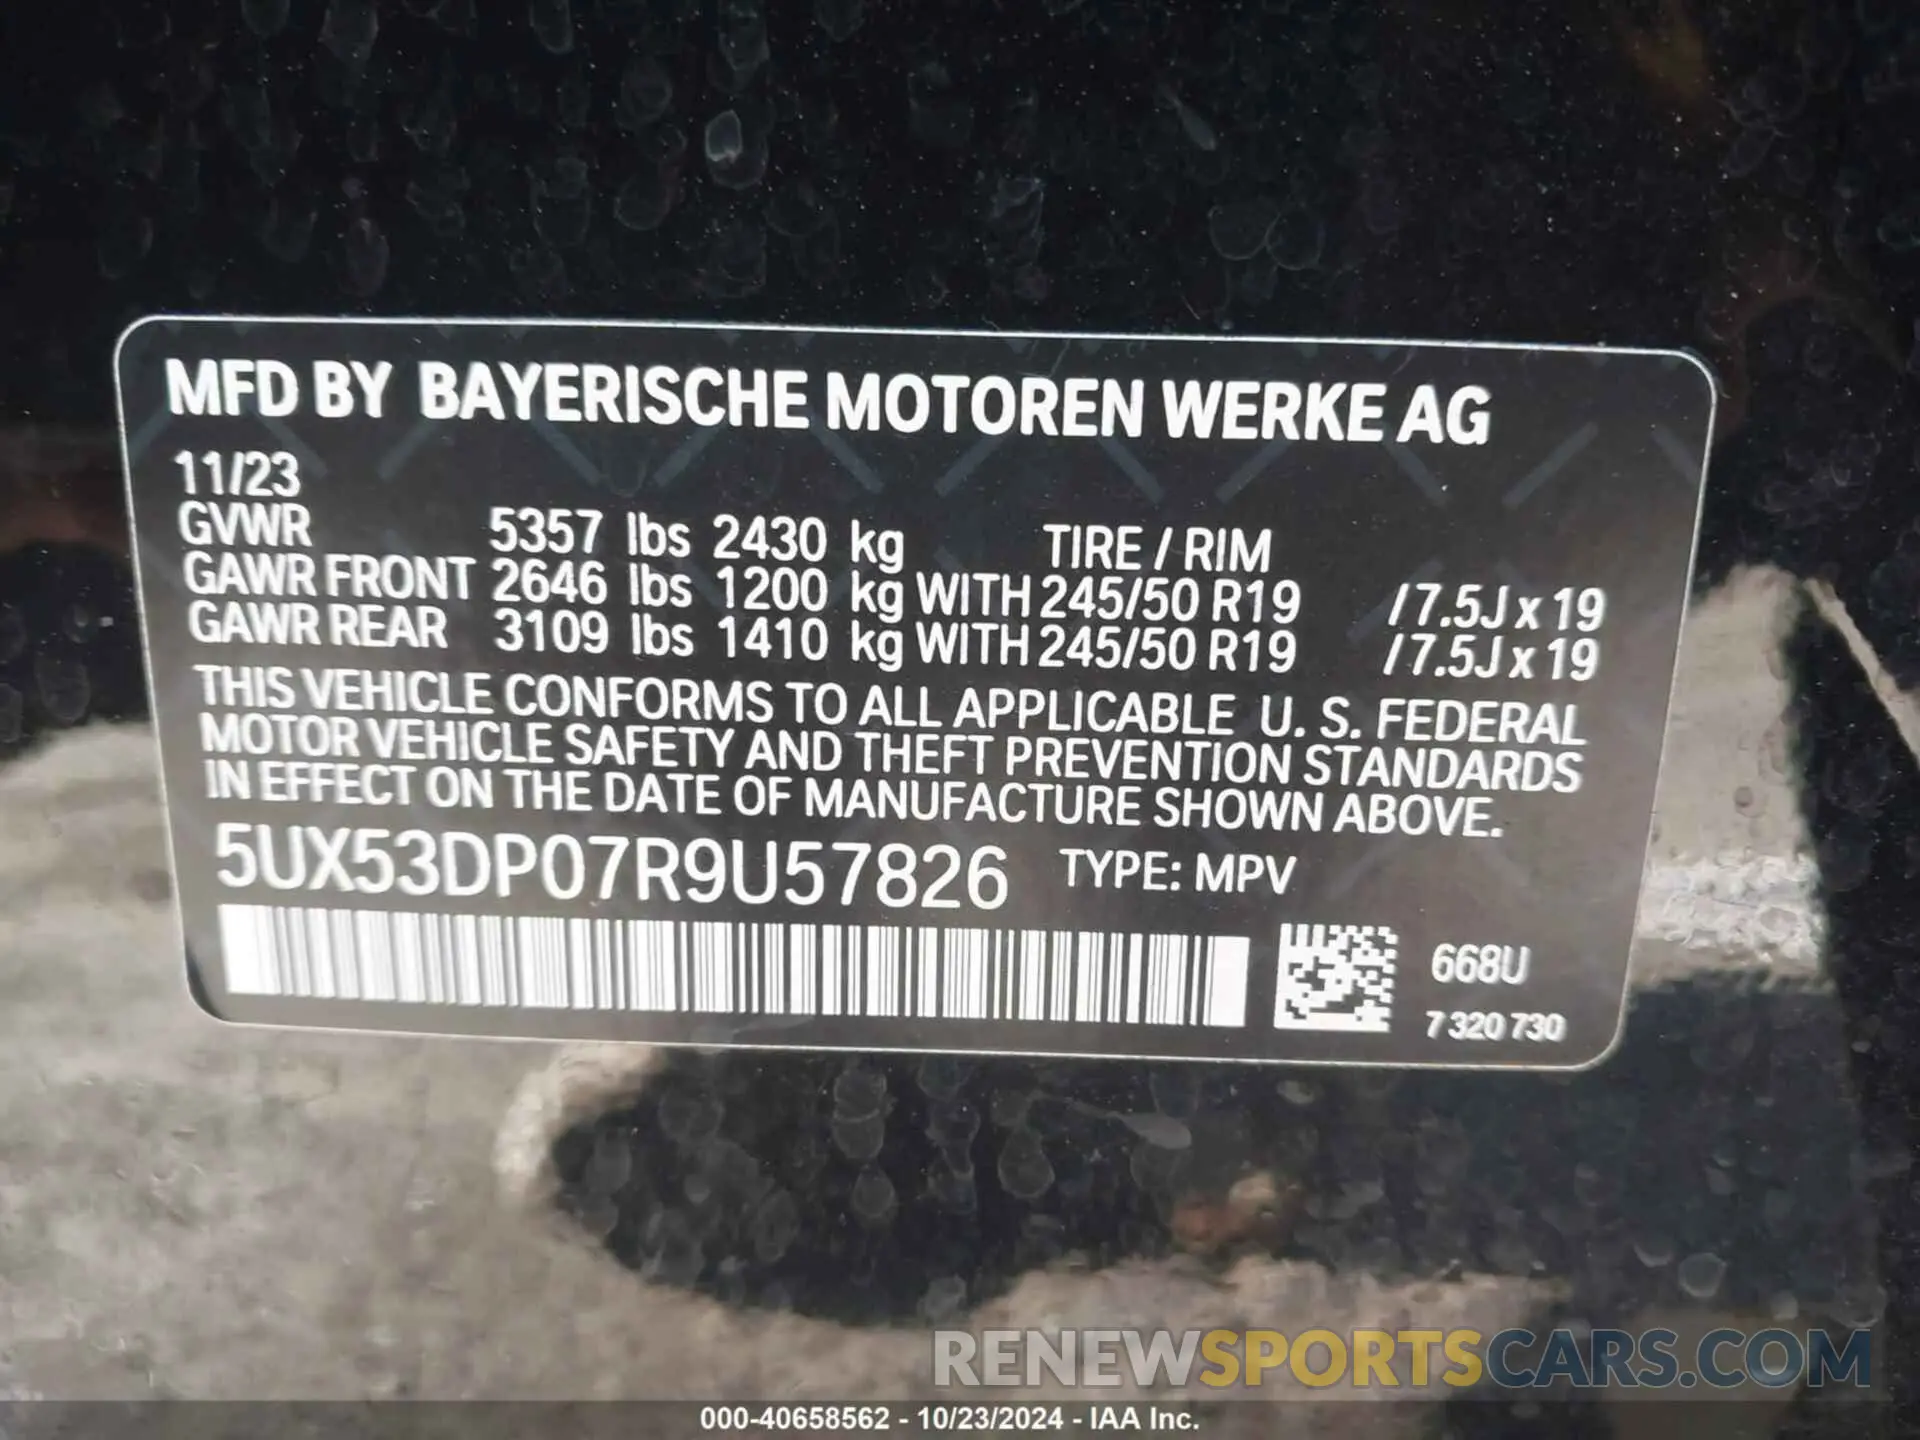 MFD BY BAYERISCHE MOTOREN WERKE AG
11/23
GVWR 5357 lbs 2430 kg TIRE / RIM
GAWR FRONT 2646 lbs 1200 kg WITH 245/50 R19 /7.5J x 19
GAWR REAR 3109 lbs 1410 kg WITH 245/50 R19 /7.5J x 19
THIS VEHICLE CONFORMS TO ALL APPLICABLE U. S. FEDERAL
MOTOR VEHICLE SAFETY AND THEFT PREVENTION STANDARDS
IN EFFECT ON THE DATE OF MANUFACTURE SHOWN ABOVE.
5UX53DP07R9U57826 TYPE: MPV
668U
7 320 730
RENEWSPORTSCARS.COM
000-40658562 - 10/23/2024 - IAA Inc.